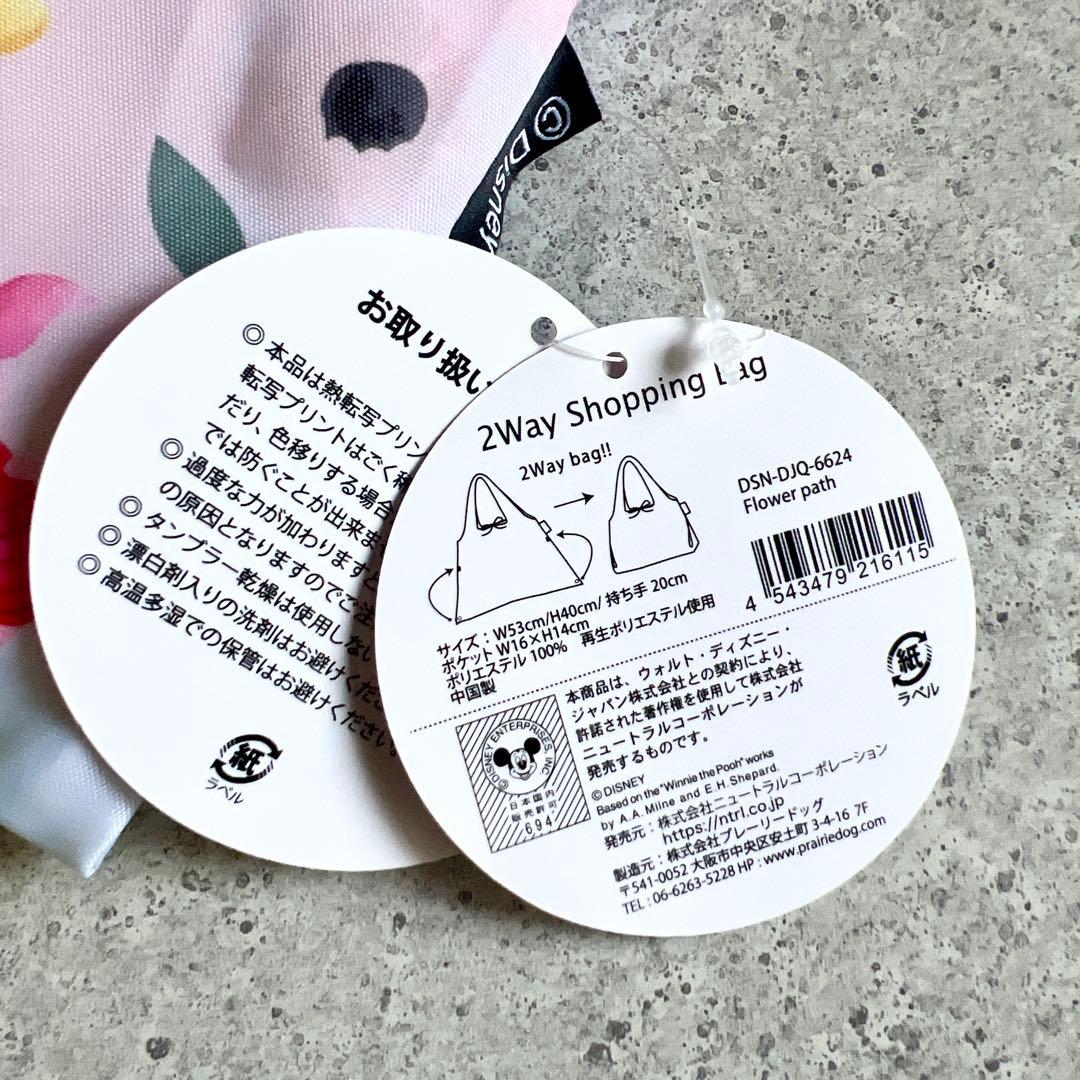 © Disney
お取り扱い
◎本品は熱転写プリン
転写プリントはごく稀
だり、色移りする場合
では防ぐことが出来ま
◎過度な力が加わりますと
の原因となりますのでご注
◎タンブラー乾燥は使用しない
◎漂白剤入りの洗剤はお避けくださ
◎高温多湿での保管はお避けください。
紙
ラベル
2Way Shopping Bag
2Way bag!!
DSN-DJQ-6624
Flower path
4 543479 216115
サイズ：W53cm/H40cm/ 持ち手 20cm
ポケット W16×H14cm
ポリエステル 100% 再生ポリエステル使用
中国製
紙
ラベル
©DISNEY ENTERPRISES, INC.
日本国内
販売許可
694
本商品は、ウォルト・ディズニー・
ジャパン株式会社との契約により、
許諾された著作権を使用して株式会社
ニュートラルコーポレーションが
発売するものです。
©DISNEY
Based on the "Winnie the Pooh" works
by A.A. Milne and E.H. Shepard.
発売元：株式会社ニュートラルコーポレーション
https://ntrl.co.jp
製造元：株式会社プレーリードッグ
〒541-0052 大阪市中央区安土町 3-4-16 7F
TEL : 06-6263-5228 HP : www.prairiedog.com